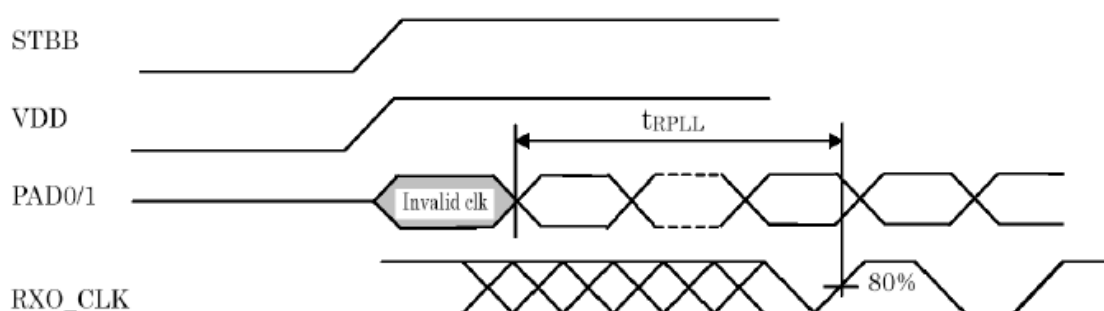 STBB
VDD
tRPLL
PAD0/1
Invalid clk
RXO_CLK
80%